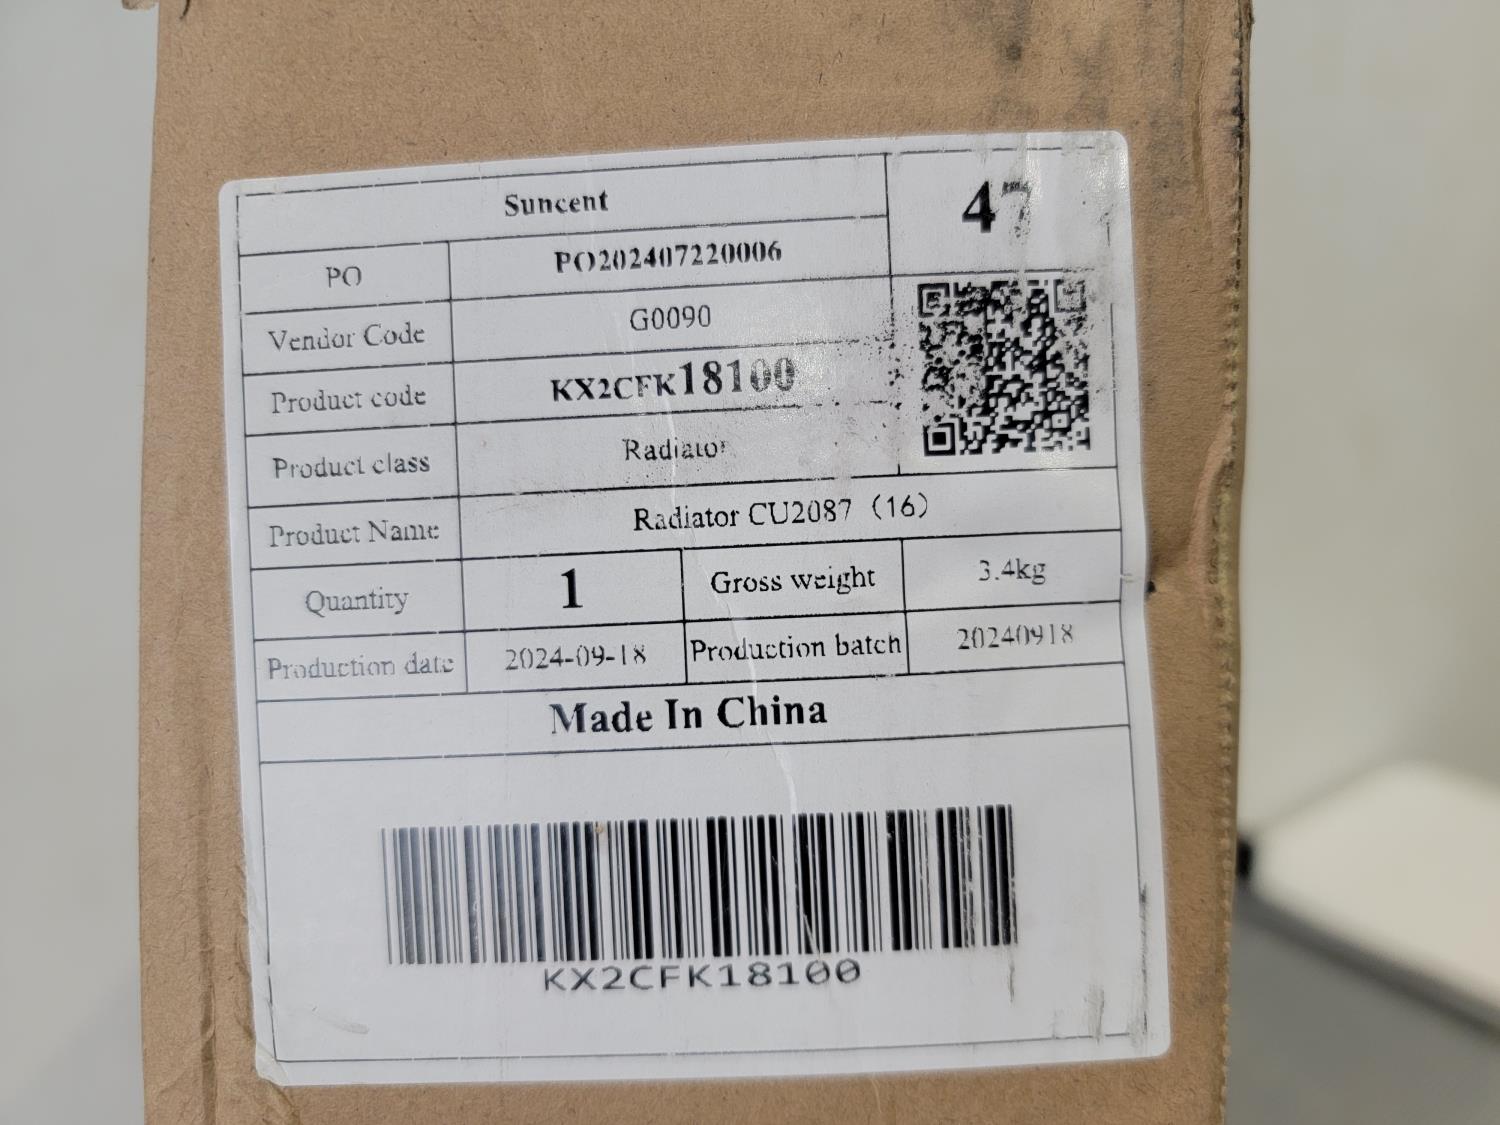 Suncent
47
PO PO202407220006
Vendor Code G0090
Product code KX2CFK18100
Product class Radiator
Product Name Radiator CU2087（16）
Quantity 1 Gross weight 3.4kg
Production date 2024-09-18 Production batch 20240918
Made In China
KX2CFK18100